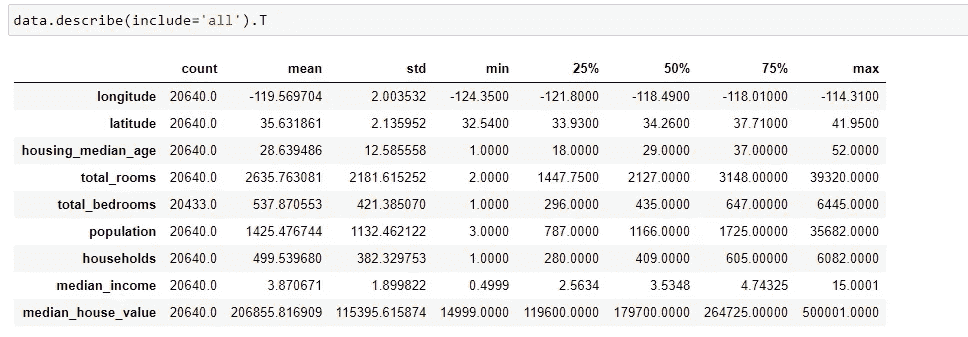 data.describe(include='all').T
count mean std min 25% 50% 75% max
longitude 20640.0 -119.569704 2.003532 -124.3500 -121.8000 -118.4900 -118.01000 -114.3100
latitude 20640.0 35.631861 2.135952 32.5400 33.9300 34.2600 37.71000 41.9500
housing_median_age 20640.0 28.639486 12.585558 1.0000 18.0000 29.0000 37.00000 52.0000
total_rooms 20640.0 2635.763081 2181.615252 2.0000 1447.7500 2127.0000 3148.00000 39320.0000
total_bedrooms 20433.0 537.870553 421.385070 1.0000 296.0000 435.0000 647.00000 6445.0000
population 20640.0 1425.476744 1132.462122 3.0000 787.0000 1166.0000 1725.00000 35682.0000
households 20640.0 499.539680 382.329753 1.0000 280.0000 409.0000 605.00000 6082.0000
median_income 20640.0 3.870671 1.899822 0.4999 2.5634 3.5348 4.74325 15.0001
median_house_value 20640.0 206855.816909 115395.615874 14999.0000 119600.0000 179700.0000 264725.00000 500001.0000